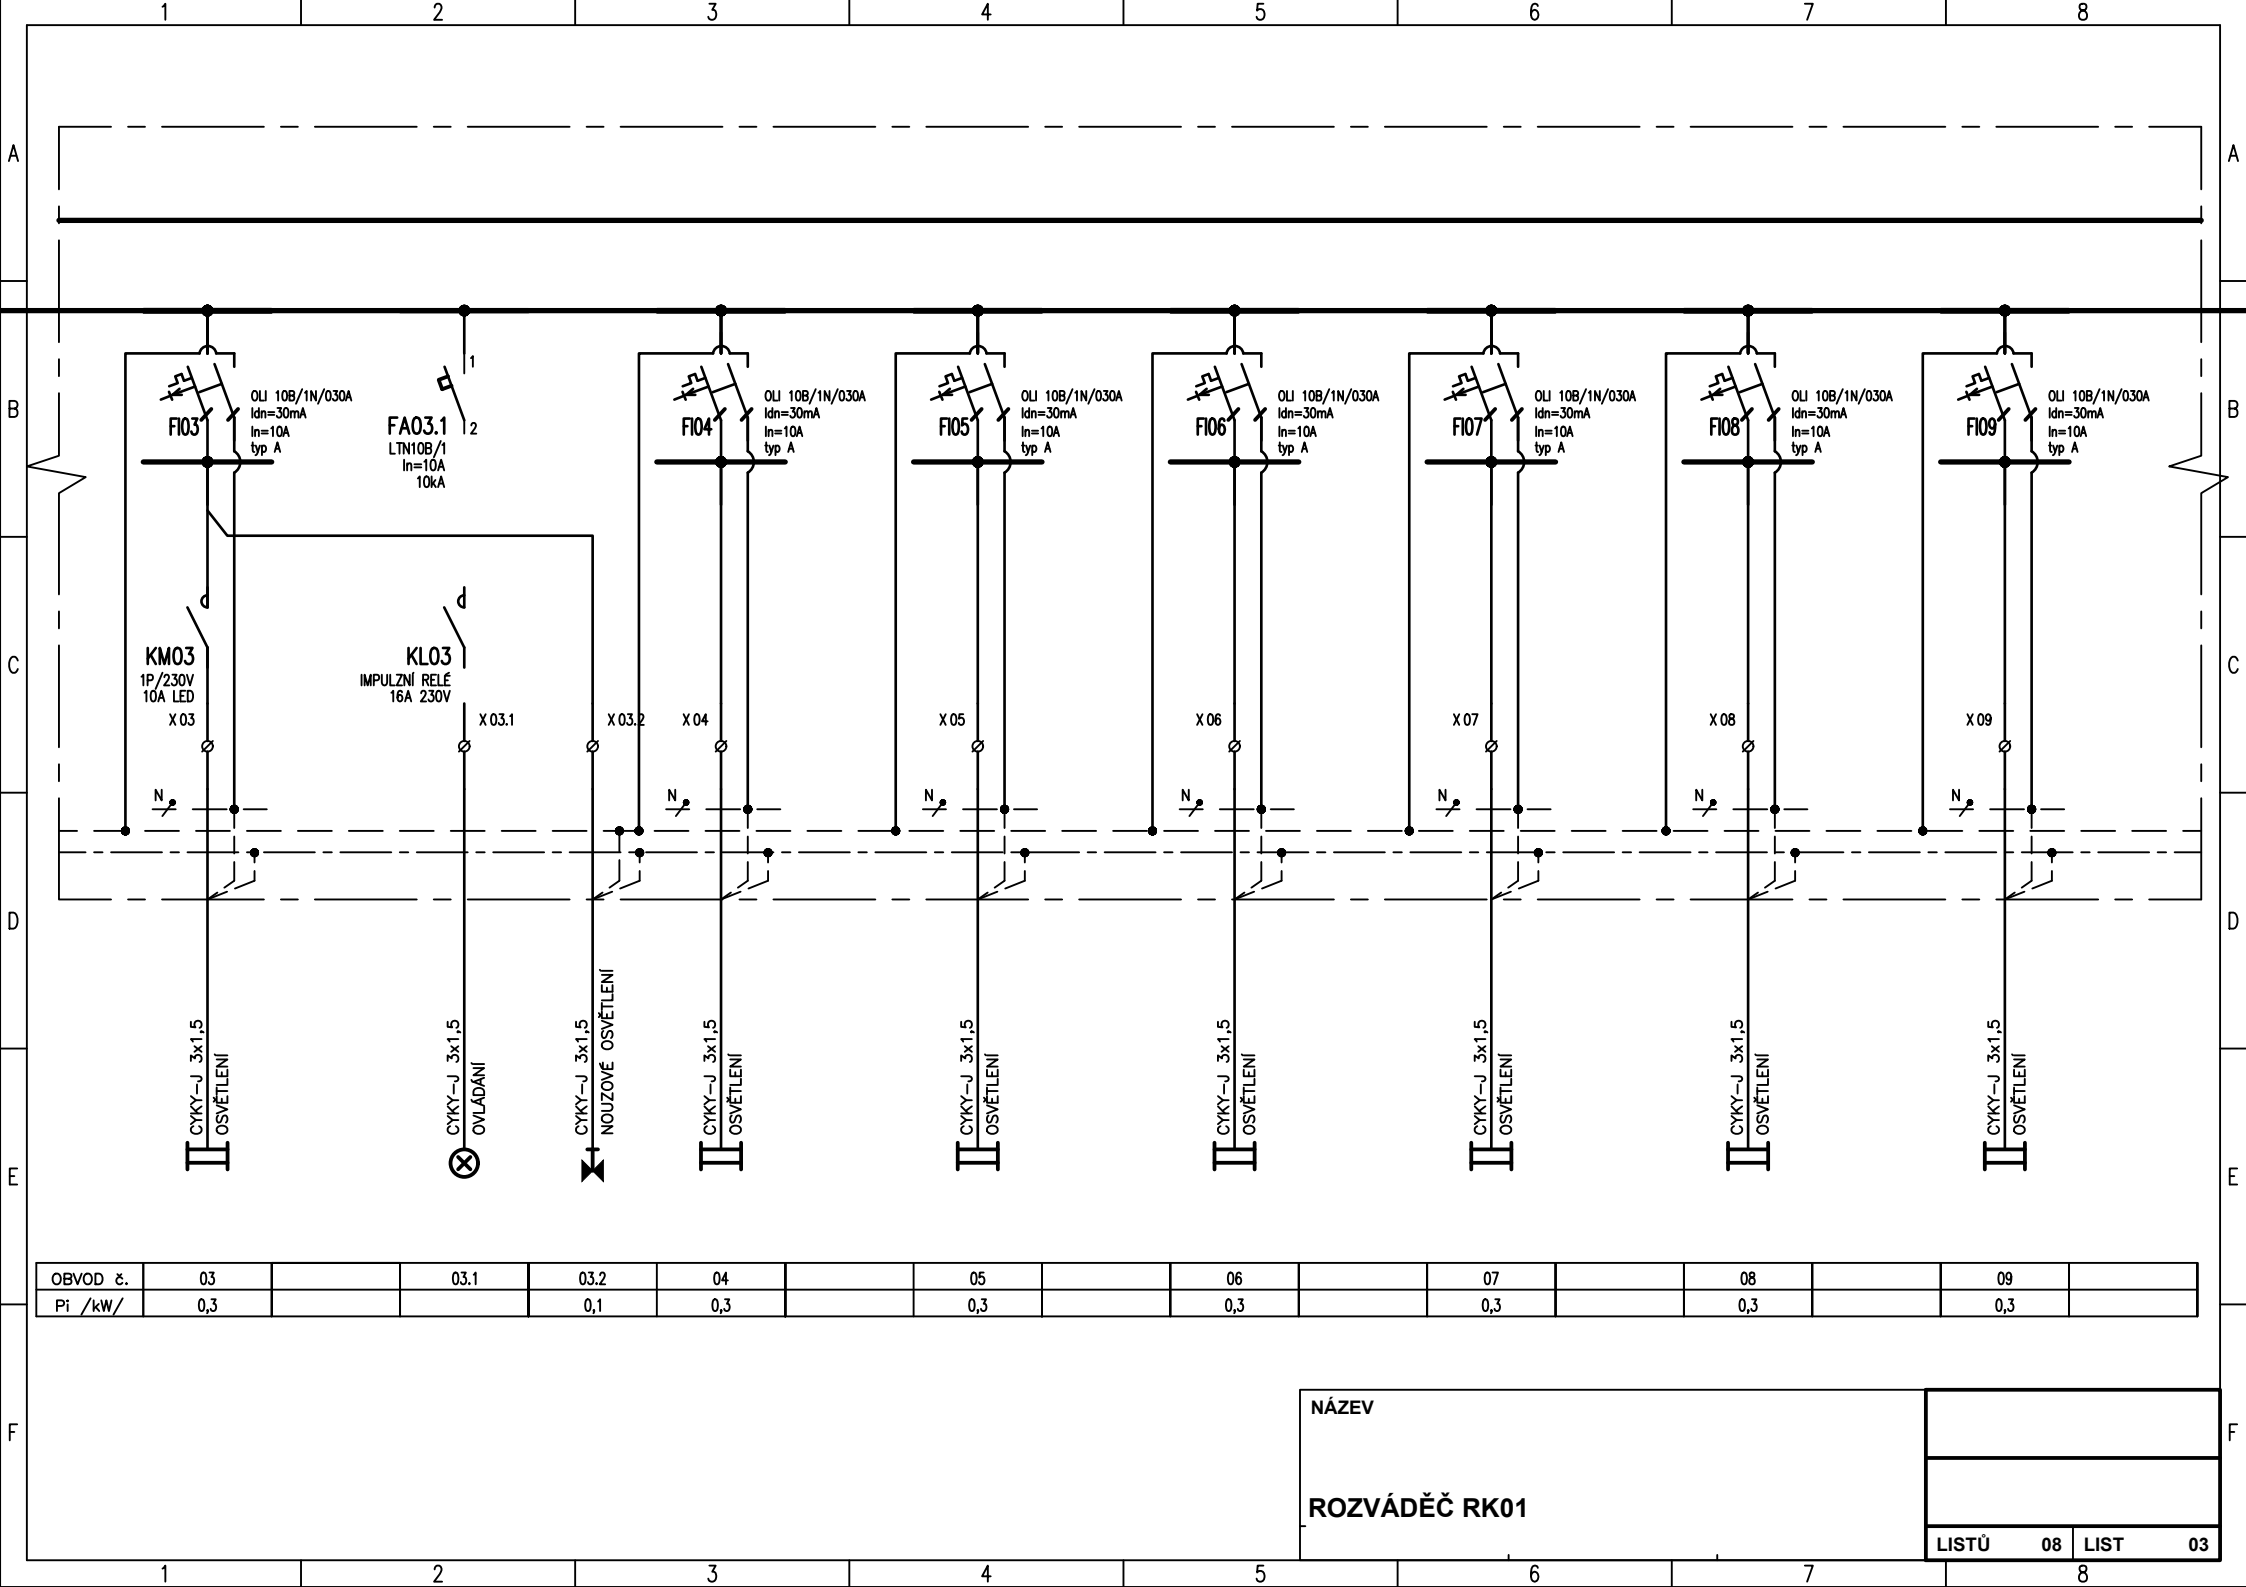 1 2 3 4 5 6 7 8
A A
B B
C C
D D
E E
F F
FI03
OLI 10B/1N/030A
Idn=30mA
In=10A
typ A
1
FA03.1 2
LTN10B/1
In=10A
10kA
FI04
OLI 10B/1N/030A
Idn=30mA
In=10A
typ A
FI05
OLI 10B/1N/030A
Idn=30mA
In=10A
typ A
FI06
OLI 10B/1N/030A
Idn=30mA
In=10A
typ A
FI07
OLI 10B/1N/030A
Idn=30mA
In=10A
typ A
FI08
OLI 10B/1N/030A
Idn=30mA
In=10A
typ A
FI09
OLI 10B/1N/030A
Idn=30mA
In=10A
typ A
KM03
1P/230V
10A LED
KL03
IMPULZNÍ RELÉ
16A 230V
X 03 X 03.1 X 03.2 X 04 X 05 X 06 X 07 X 08 X 09
N N N N N N N
CYKY-J 3x1,5
OSVĚTLENÍ
CYKY-J 3x1,5
OVLÁDÁNÍ
CYKY-J 3x1,5
NOUZOVÉ OSVĚTLENÍ
CYKY-J 3x1,5
OSVĚTLENÍ
CYKY-J 3x1,5
OSVĚTLENÍ
CYKY-J 3x1,5
OSVĚTLENÍ
CYKY-J 3x1,5
OSVĚTLENÍ
CYKY-J 3x1,5
OSVĚTLENÍ
CYKY-J 3x1,5
OSVĚTLENÍ
OBVOD č. 03 03.1 03.2 04 05 06 07 08 09
Pi /kW/ 0,3 0,1 0,3 0,3 0,3 0,3 0,3 0,3
NÁZEV
ROZVÁDĚČ RK01
LISTŮ 08 LIST 03
1 2 3 4 5 6 7 8